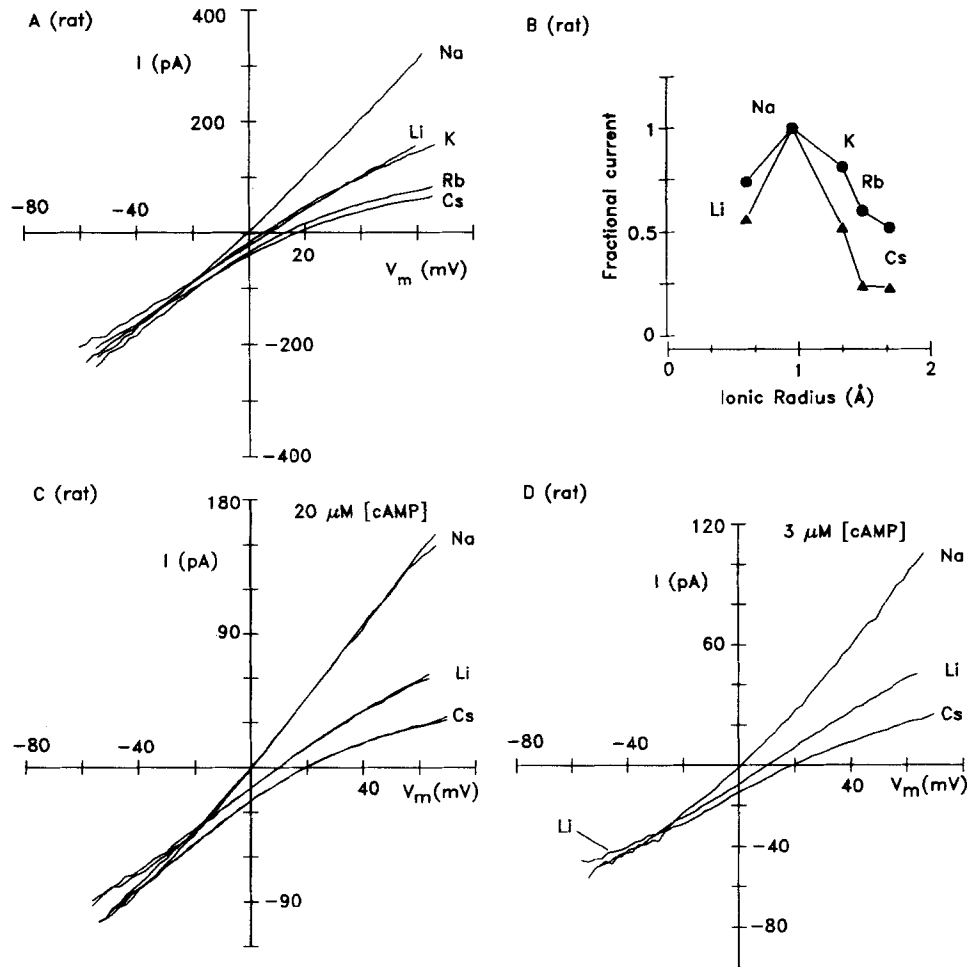 A (rat)
400
I (pA)
Na
200
Li
K
Rb
Cs
-80
-40
20
V_m (mV)
-200
-400
B (rat)
Fractional current
1
0.5
0
Na
K
Rb
Li
Cs
0
1
2
Ionic Radius (Å)
C (rat)
180
20 μM [cAMP]
I (pA)
Na
90
Li
Cs
-80
-40
40
V_m(mV)
-90
D (rat)
120
3 μM [cAMP]
I (pA)
Na
60
Li
Cs
-80
-40
40
V_m(mV)
Li
-40
-80